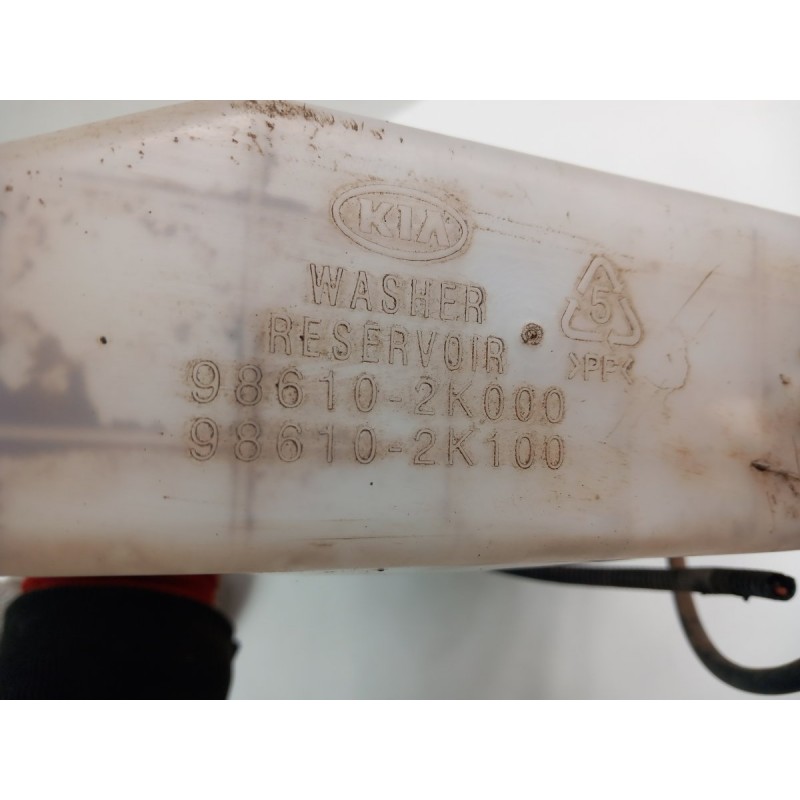 KIA
WASHER
RESERVOIR
98610-2K000
98610-2K100
5
>PP<